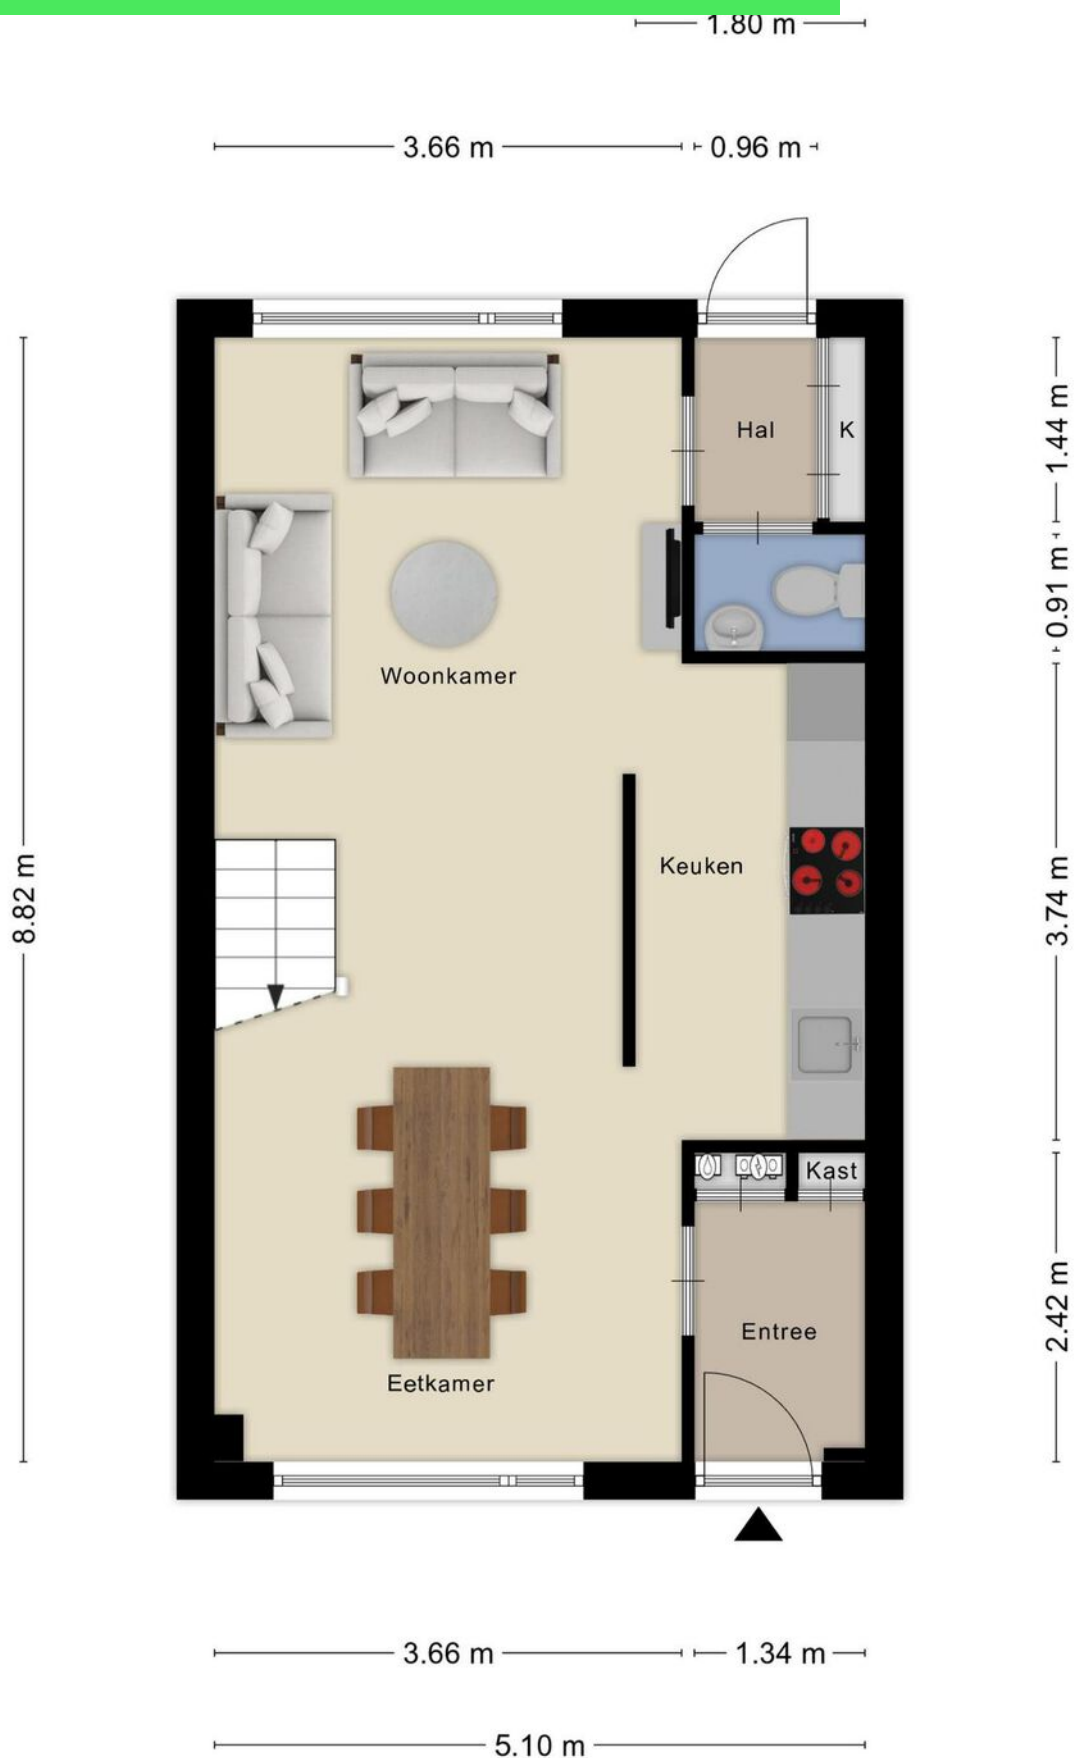 1.80 m
3.66 m
0.96 m
Hal
K
1.44 m
0.91 m
Woonkamer
Keuken
8.82 m
3.74 m
Kast
2.42 m
Entree
Eetkamer
3.66 m
1.34 m
5.10 m